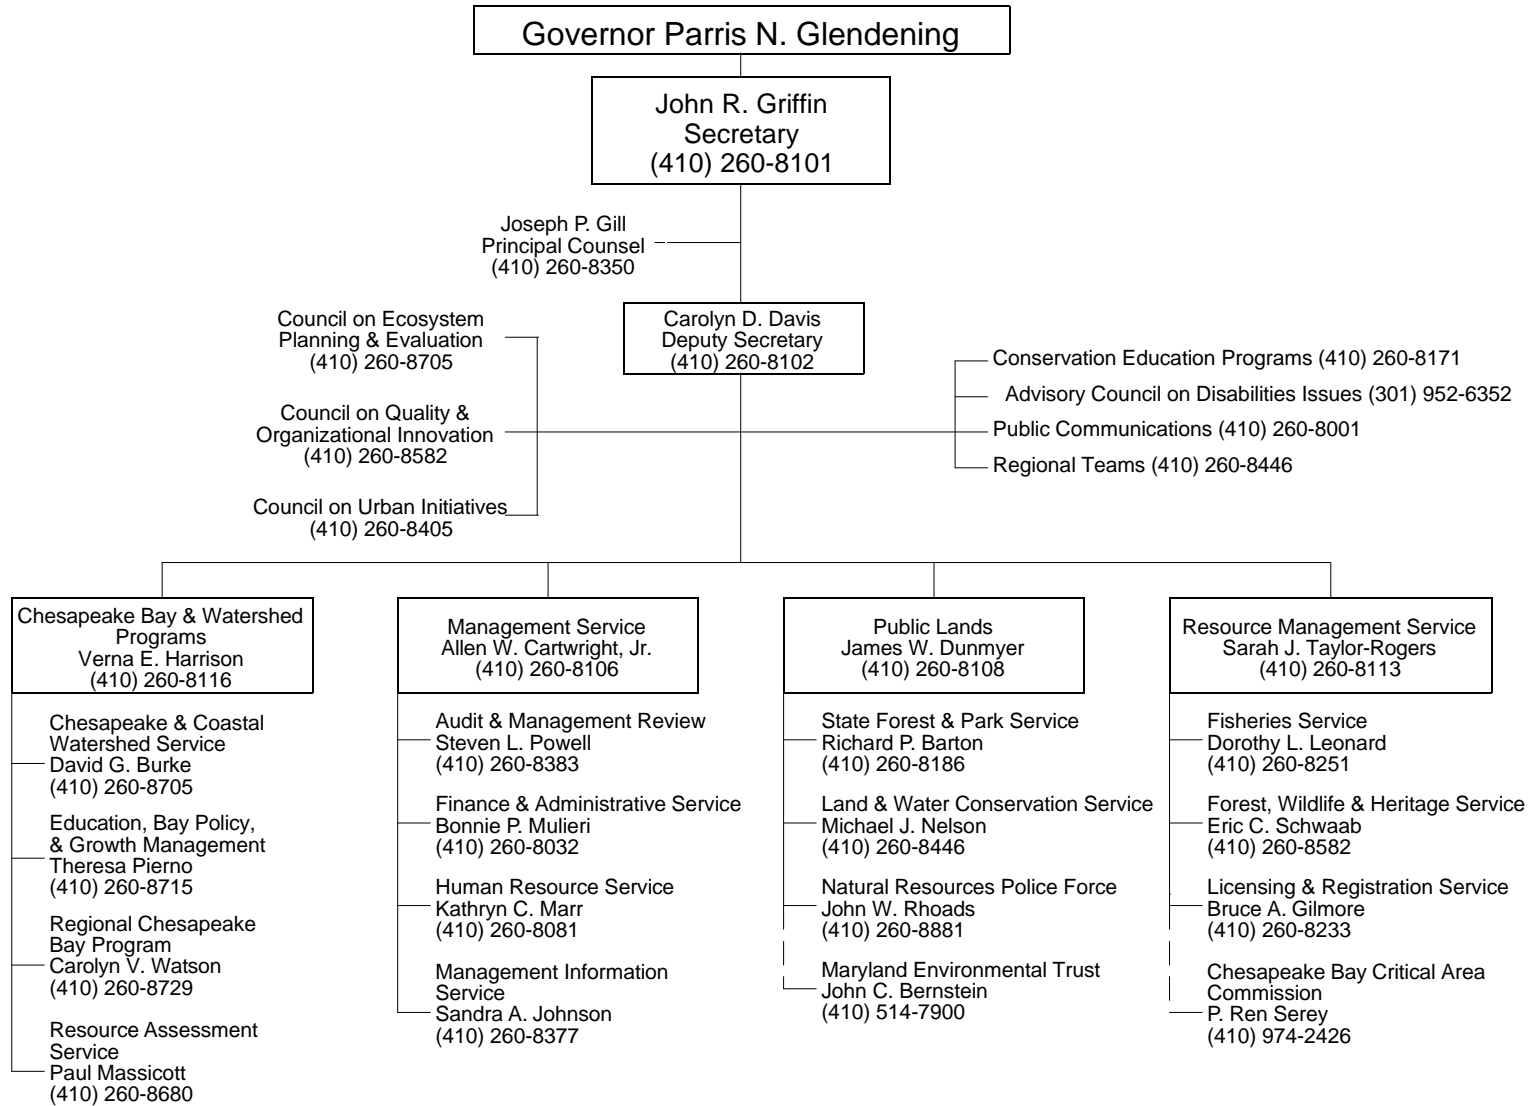 Governor Parris N. Glendening
John R. Griffin
Secretary
(410) 260-8101
Joseph P. Gill
Principal Counsel
(410) 260-8350
Carolyn D. Davis
Deputy Secretary
(410) 260-8102
Council on Ecosystem
Planning & Evaluation
(410) 260-8705
Council on Quality &
Organizational Innovation
(410) 260-8582
Council on Urban Initiatives
(410) 260-8405
Conservation Education Programs (410) 260-8171
Advisory Council on Disabilities Issues (301) 952-6352
Public Communications (410) 260-8001
Regional Teams (410) 260-8446
Chesapeake Bay & Watershed
Programs
Verna E. Harrison
(410) 260-8116
Chesapeake & Coastal
Watershed Service
David G. Burke
(410) 260-8705
Education, Bay Policy,
& Growth Management
Theresa Pierno
(410) 260-8715
Regional Chesapeake
Bay Program
Carolyn V. Watson
(410) 260-8729
Resource Assessment
Service
Paul Massicott
(410) 260-8680
Management Service
Allen W. Cartwright, Jr.
(410) 260-8106
Audit & Management Review
Steven L. Powell
(410) 260-8383
Finance & Administrative Service
Bonnie P. Mulieri
(410) 260-8032
Human Resource Service
Kathryn C. Marr
(410) 260-8081
Management Information
Service
Sandra A. Johnson
(410) 260-8377
Public Lands
James W. Dunmyer
(410) 260-8108
State Forest & Park Service
Richard P. Barton
(410) 260-8186
Land & Water Conservation Service
Michael J. Nelson
(410) 260-8446
Natural Resources Police Force
John W. Rhoads
(410) 260-8881
Maryland Environmental Trust
John C. Bernstein
(410) 514-7900
Resource Management Service
Sarah J. Taylor-Rogers
(410) 260-8113
Fisheries Service
Dorothy L. Leonard
(410) 260-8251
Forest, Wildlife & Heritage Service
Eric C. Schwaab
(410) 260-8582
Licensing & Registration Service
Bruce A. Gilmore
(410) 260-8233
Chesapeake Bay Critical Area
Commission
P. Ren Serey
(410) 974-2426